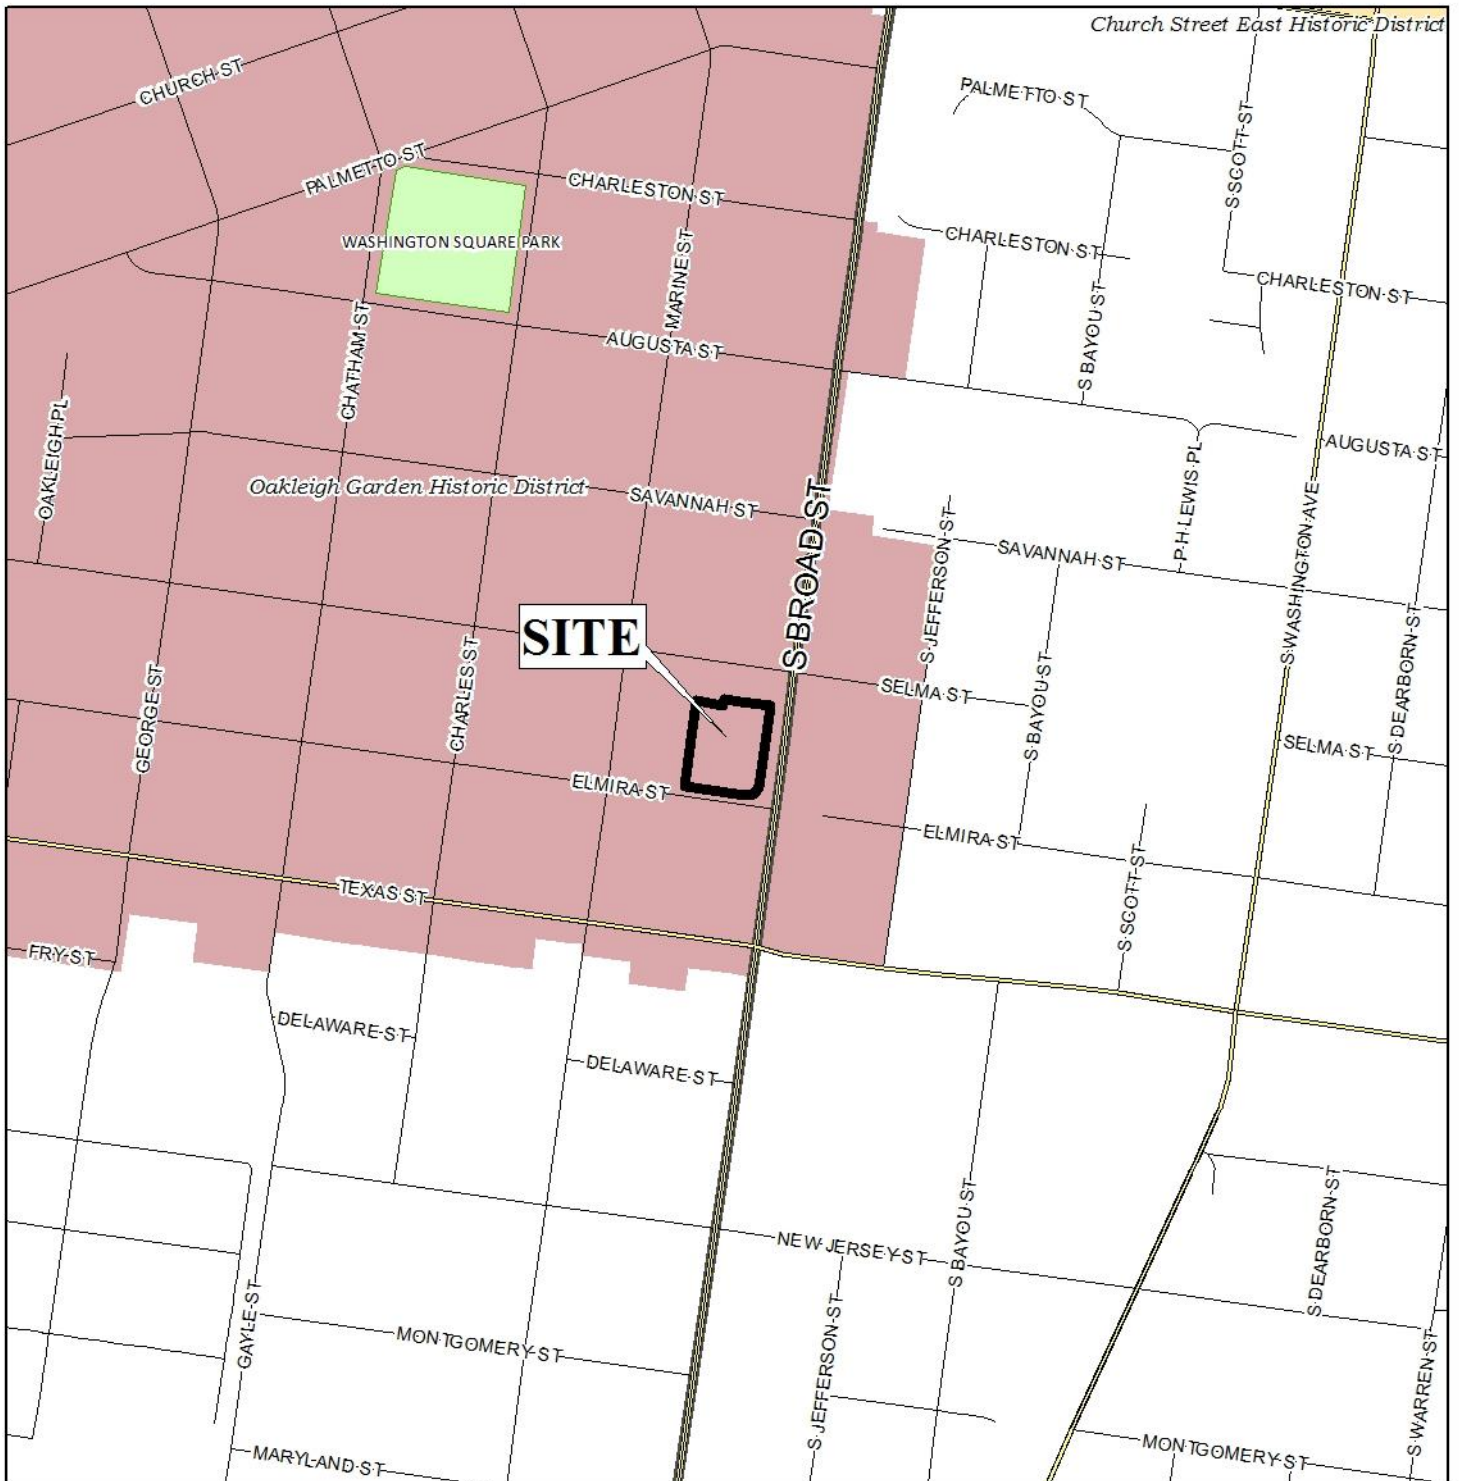 Church Street East Historic District
CHURCH ST
PALMETTO ST
S SCOTT ST
PALMETTO ST
CHARLESTON ST
WASHINGTON SQUARE PARK
MARINE ST
CHARLESTON ST
CHARLESTON ST
CHATHAM ST
AUGUSTA ST
S BAYOU ST
OAKLEIGH PL
AUGUSTA ST
Oakleigh Garden Historic District
SAVANNAH ST
S BROAD ST
P H LEWIS PL
S WASHINGTON AVE
S JEFFERSON ST
SAVANNAH ST
SITE
S DEARBORN ST
GEORGE ST
CHARLES ST
SELMA ST
S BAYOU ST
SELMA ST
ELMIRA ST
ELMIRA ST
TEXAS ST
S SCOTT ST
FRY ST
DELAWARE ST
DELAWARE ST
S BAYOU ST
S DEARBORN ST
NEW JERSEY ST
GAYLE ST
MONTGOMERY ST
S JEFFERSON ST
S WARREN ST
MARYLAND ST
MONTGOMERY ST